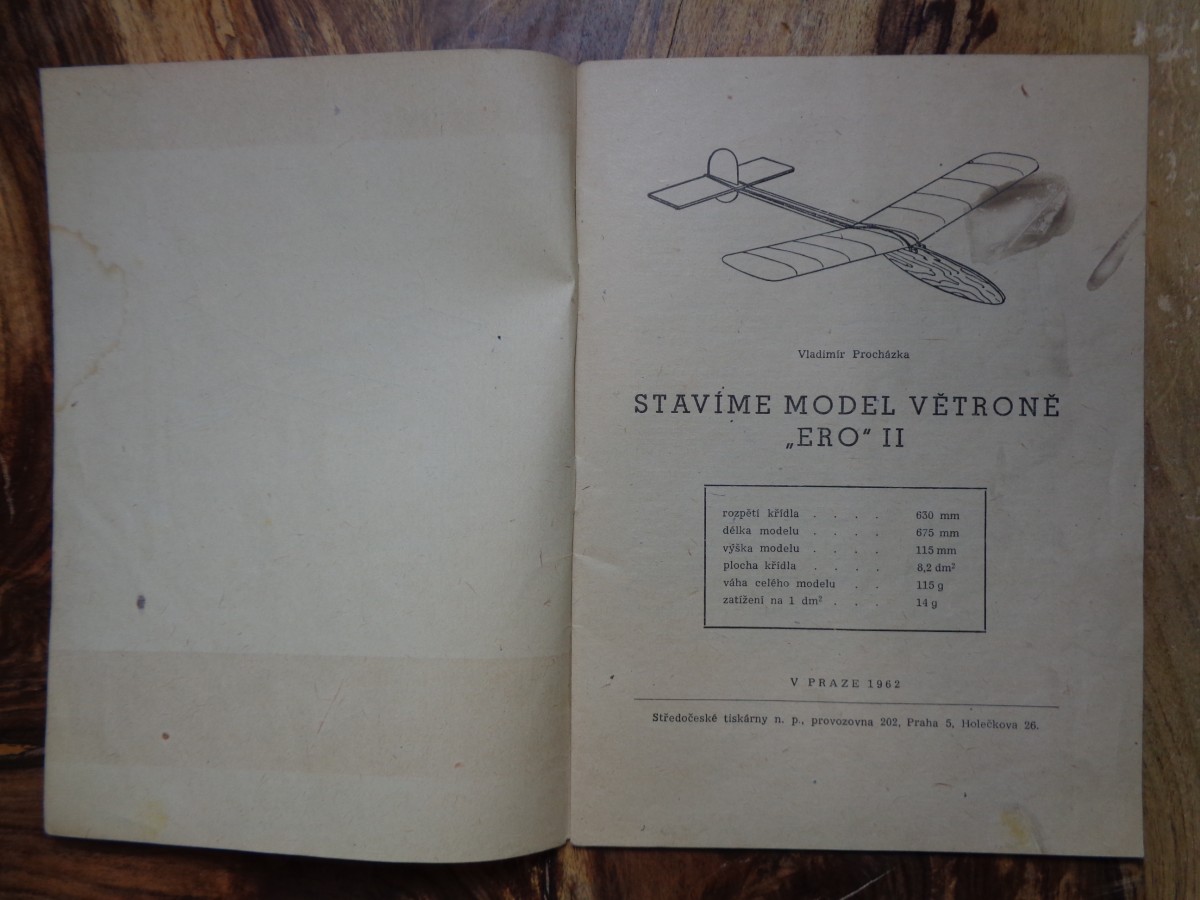 Vladimír Procházka
STAVÍME MODEL VĚTRONĚ
„ERO“ II
rozpětí křídla . . . . 630 mm
délka modelu . . . . 675 mm
výška modelu . . . . 115 mm
plocha křídla . . . . 8,2 dm²
váha celého modelu . . 115 g
zatížení na 1 dm² . . . 14 g
V PRAZE 1962
Středočeské tiskárny n. p., provozovna 202, Praha 5, Holečkova 26.